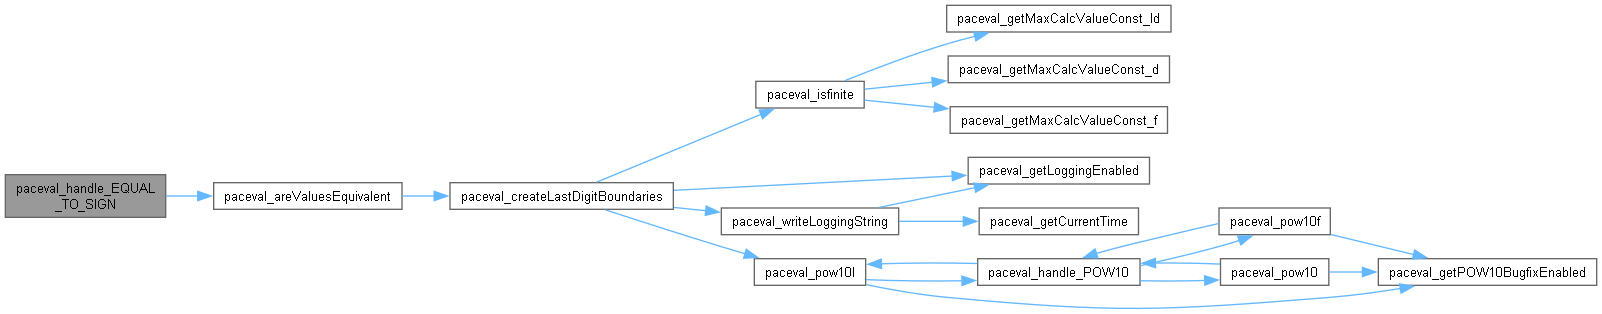 paceval_handle_EQUAL
_TO_SIGN
paceval_areValuesEquivalent
paceval_createLastDigitBoundaries
paceval_isfinite
paceval_getMaxCalcValueConst_ld
paceval_getMaxCalcValueConst_d
paceval_getMaxCalcValueConst_f
paceval_getLoggingEnabled
paceval_writeLoggingString
paceval_getCurrentTime
paceval_pow10l
paceval_handle_POW10
paceval_pow10f
paceval_pow10
paceval_getPOW10BugfixEnabled